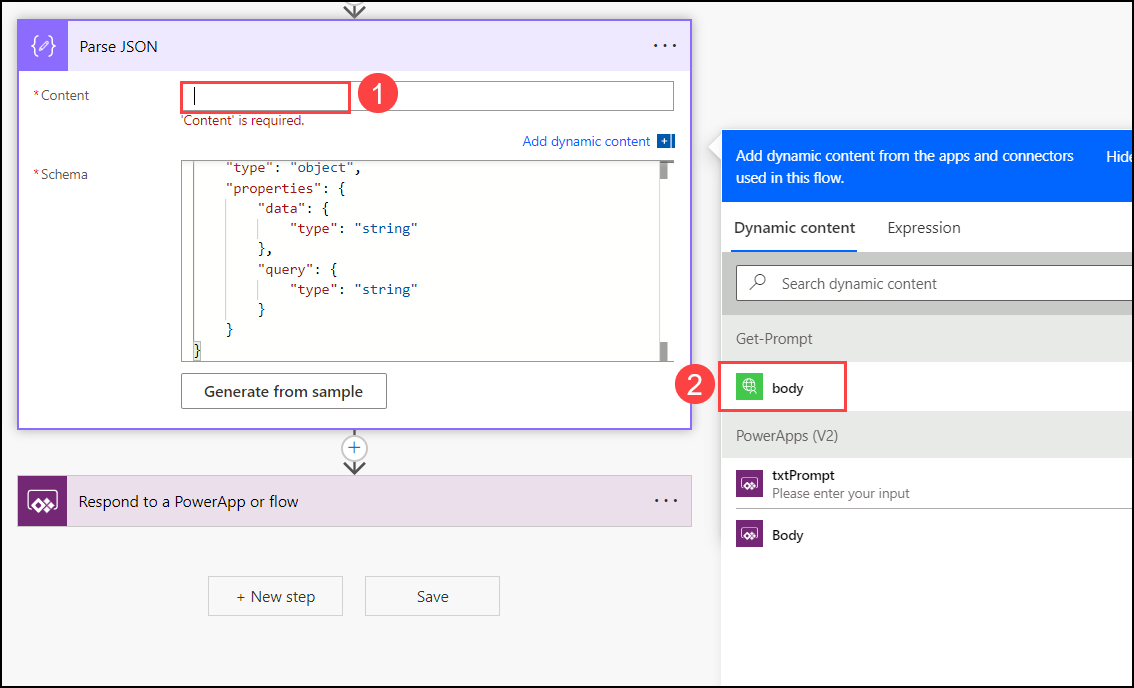 Parse JSON
*Content
1
'Content' is required.
Add dynamic content
*Schema
"type": "object",
"properties": {
"data": {
"type": "string"
},
"query": {
"type": "string"
}
}
}
Generate from sample
Respond to a PowerApp or flow
+ New step
Save
Add dynamic content from the apps and connectors
used in this flow.
Hide
Dynamic content
Expression
Search dynamic content
Get-Prompt
2
body
PowerApps (V2)
txtPrompt
Please enter your input
Body